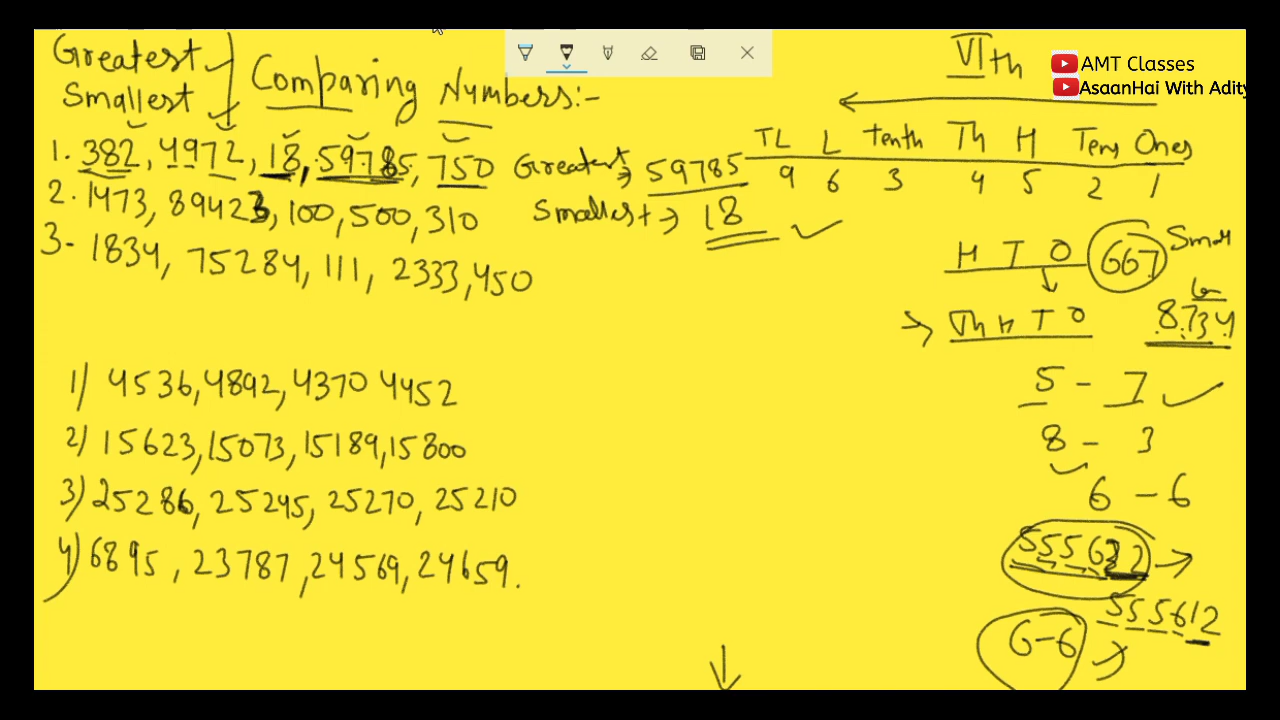 Greatest
Smallest
Comparing Numbers:-
VIth
AMT Classes
AsaanHai With Adity
1. 382, 4972, 18, 59785, 750
Greatest → 59785
Smallest → 18
2. 1473, 89423, 100, 500, 310
3- 1834, 75284, 111, 2333, 450
TL L Tenth Th H Tens Ones
9 6 3 4 5 2 1
H T O 667 Small
→ Th H T O 8734
5 - 7
8 - 3
6 - 6
555612
6-6
1) 4536, 4892, 4370 4452
2) 15623, 15073, 15189, 15800
3) 25286, 25245, 25270, 25210
4) 6895, 23787, 24569, 24659.